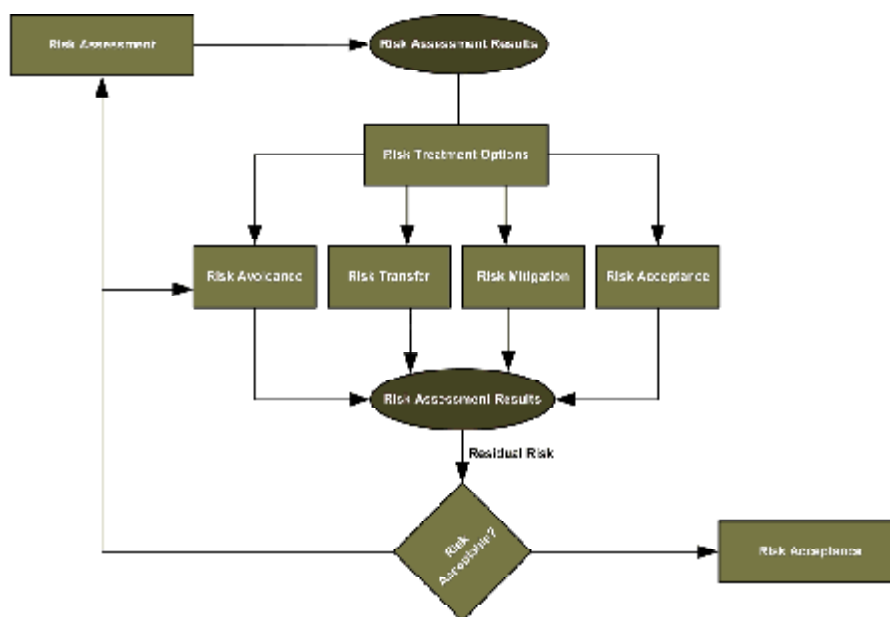 Risk Assessment
Risk Assessment Results
Risk Treatment Options
Risk Avoidance
Risk Transfer
Risk Mitigation
Risk Acceptance
Risk Assessment Results
Residual Risk
Risk
Acceptable?
Risk Acceptance